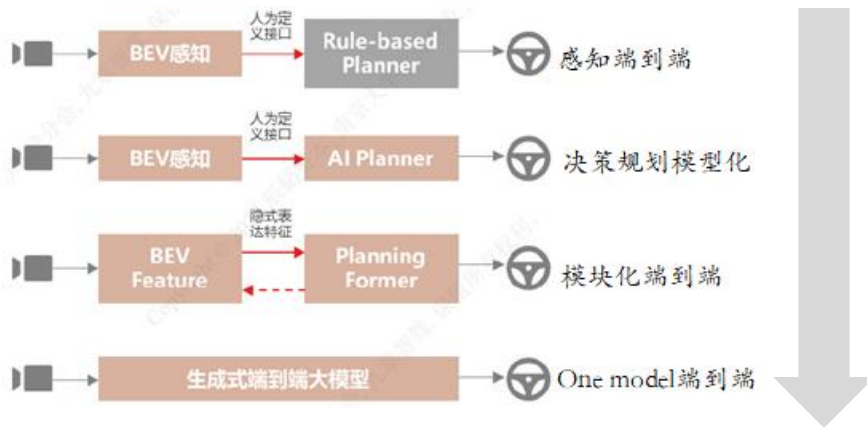 人为定
义接口
BEV感知
Rule-based
Planner
感知端到端
人为定
义接口
BEV感知
AI Planner
决策规划模型化
隐式表
达特征
BEV
Feature
Planning
Former
模块化端到端
生成式端到端大模型
One model端到端